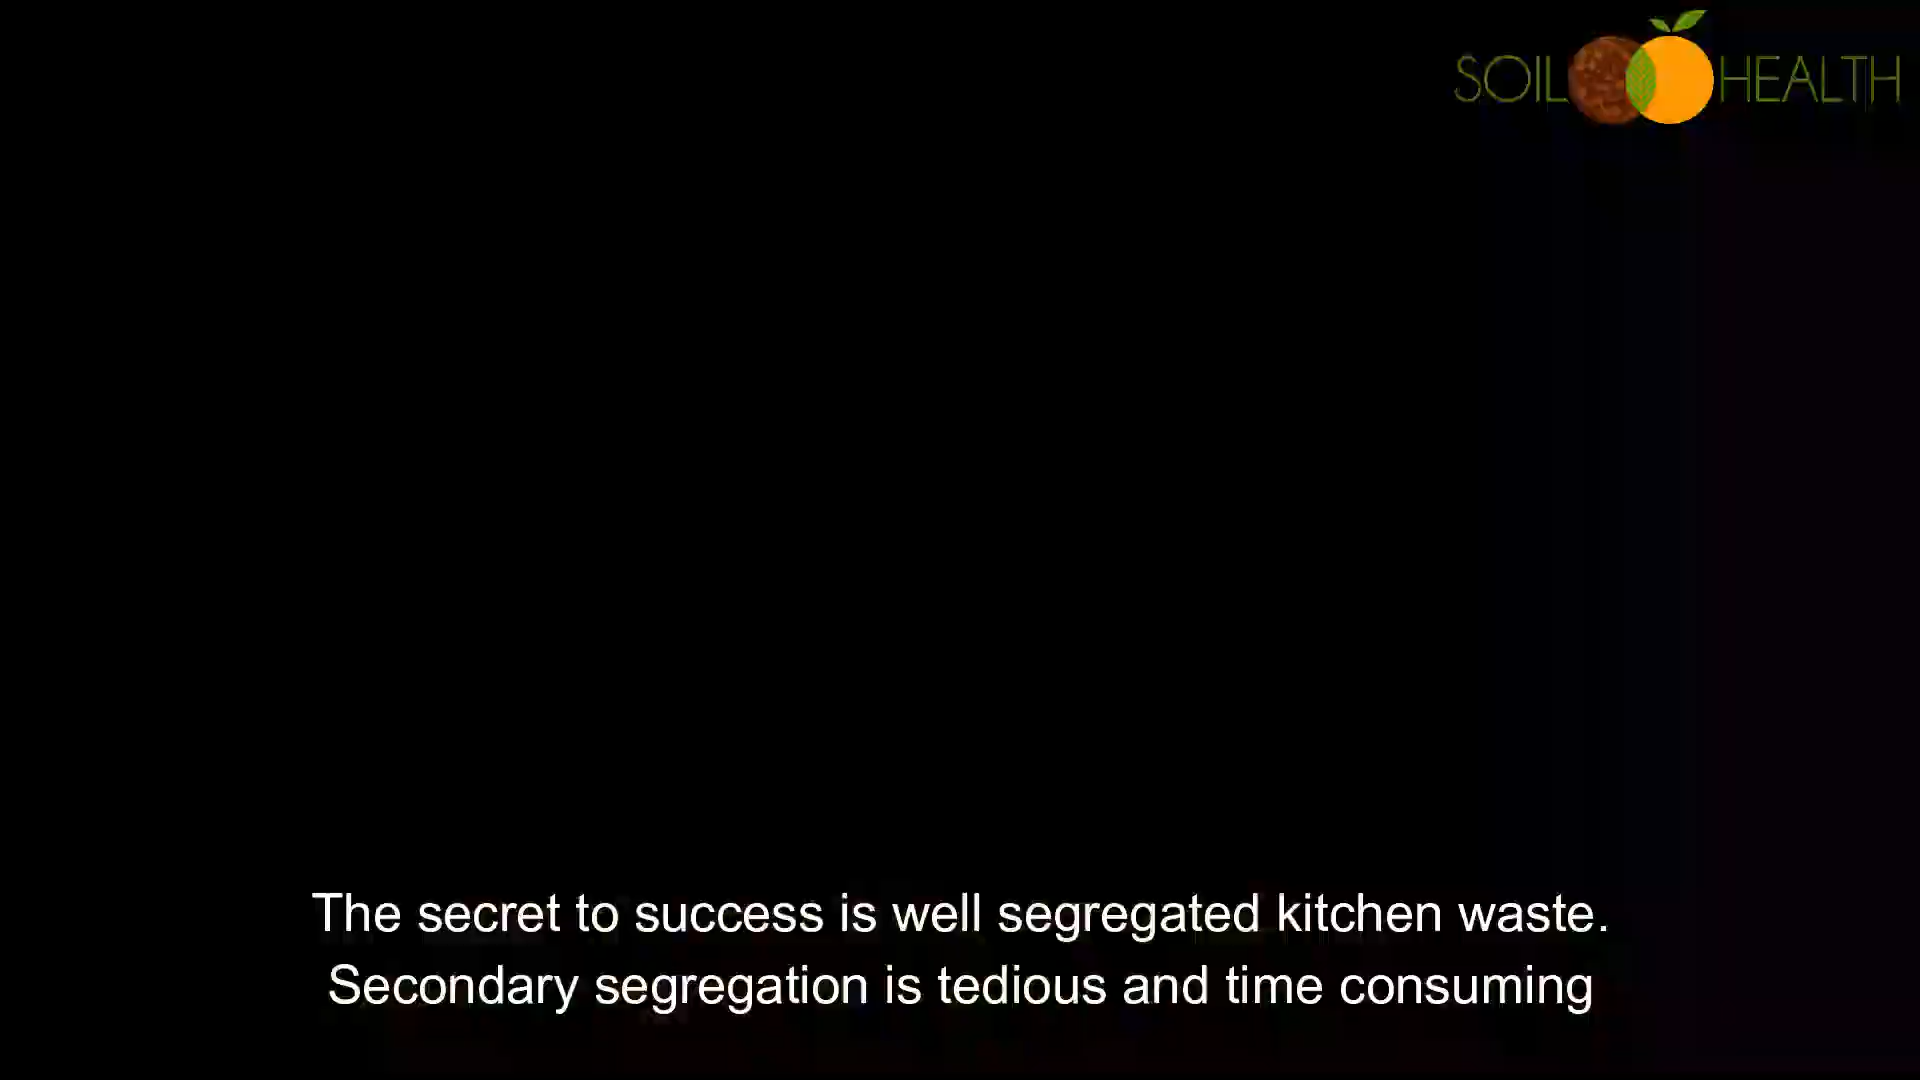 SOIL HEALTH
The secret to success is well segregated kitchen waste.
Secondary segregation is tedious and time consuming